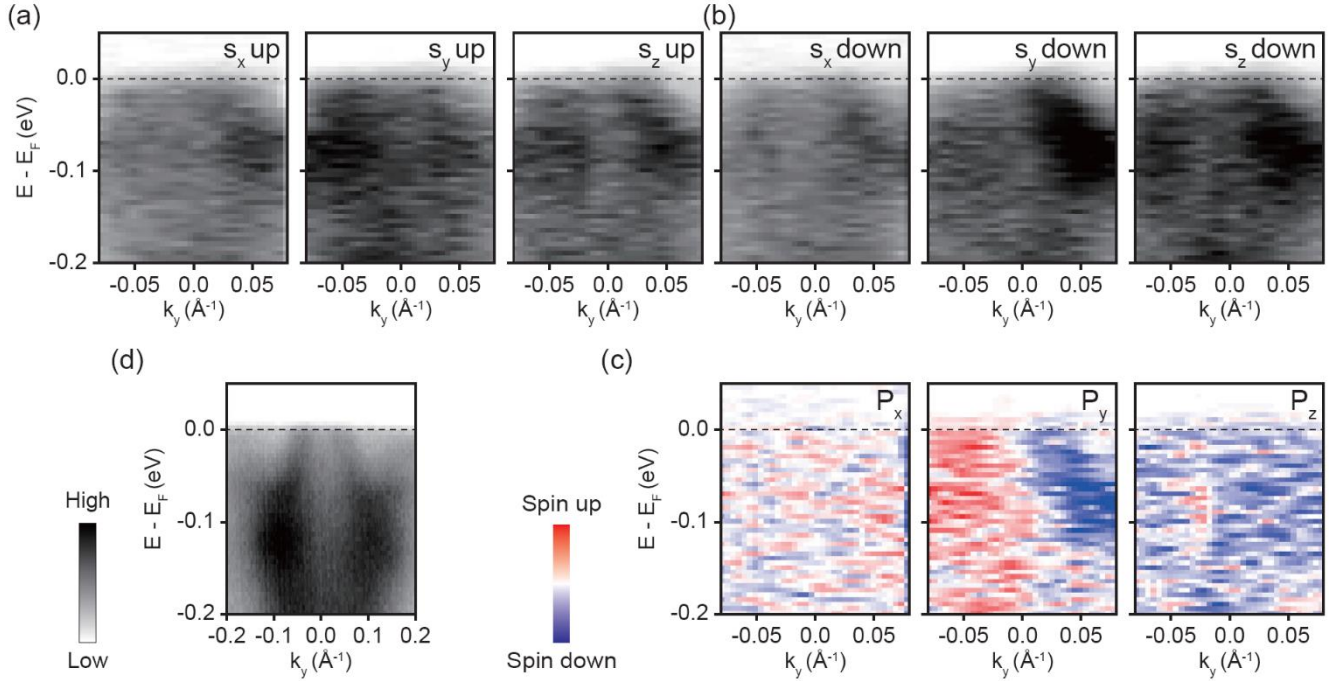 (a)
(b)
s_x up
s_y up
s_z up
s_x down
s_y down
s_z down
E - E_F (eV)
0.0
-0.1
-0.2
-0.05 0.0 0.05
-0.05 0.0 0.05
-0.05 0.0 0.05
-0.05 0.0 0.05
-0.05 0.0 0.05
-0.05 0.0 0.05
k_y (Å⁻¹)
k_y (Å⁻¹)
k_y (Å⁻¹)
k_y (Å⁻¹)
k_y (Å⁻¹)
k_y (Å⁻¹)
(d)
High
Low
E - E_F (eV)
0.0
-0.1
-0.2
-0.2 -0.1 0.0 0.1 0.2
k_y (Å⁻¹)
(c)
Spin up
Spin down
P_x
P_y
P_z
E - E_F (eV)
0.0
-0.1
-0.2
-0.05 0.0 0.05
-0.05 0.0 0.05
-0.05 0.0 0.05
k_y (Å⁻¹)
k_y (Å⁻¹)
k_y (Å⁻¹)